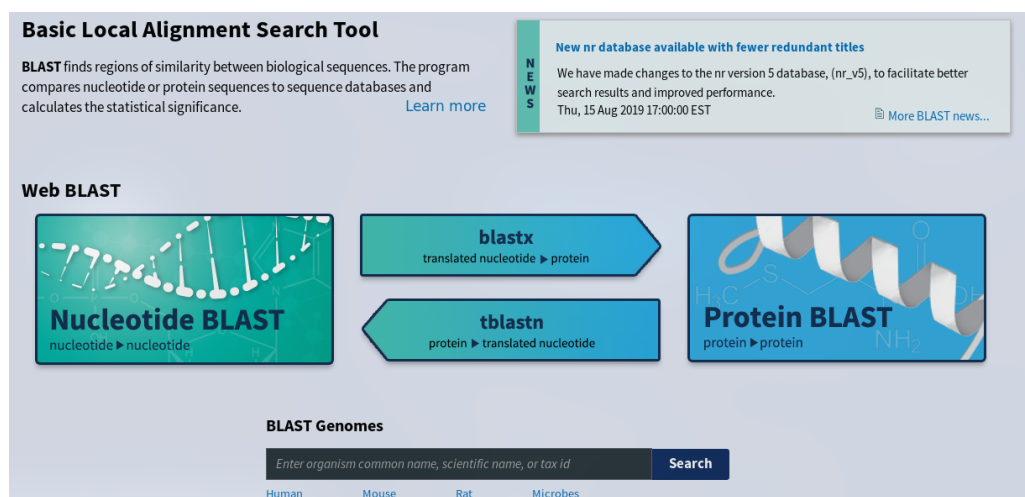 Basic Local Alignment Search Tool
BLAST finds regions of similarity between biological sequences. The program
compares nucleotide or protein sequences to sequence databases and
calculates the statistical significance.
Learn more
NEWS
New nr database available with fewer redundant titles
We have made changes to the nr version 5 database, (nr_v5), to facilitate better
search results and improved performance.
Thu, 15 Aug 2019 17:00:00 EST
More BLAST news...
Web BLAST
Nucleotide BLAST
nucleotide ▶ nucleotide
blastx
translated nucleotide ▶ protein
tblastn
protein ▶ translated nucleotide
H₃C
S
O
OH
NH₂
Protein BLAST
protein ▶ protein
BLAST Genomes
Enter organism common name, scientific name, or tax id
Search
Human Mouse Rat Microbes